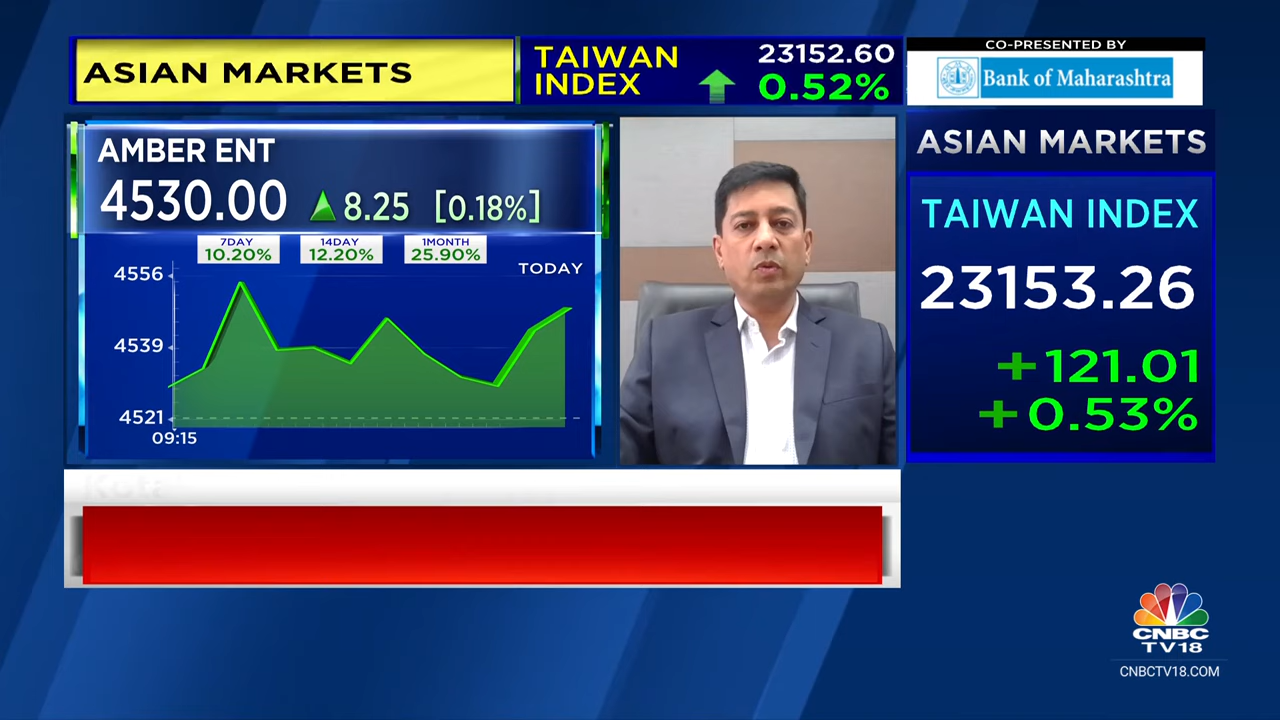 ASIAN MARKETS
TAIWAN
INDEX
23152.60
0.52%
CO-PRESENTED BY
Bank of Maharashtra
AMBER ENT
4530.00 8.25 [0.18%]
7DAY
10.20%
14DAY
12.20%
1MONTH
25.90%
TODAY
4556
4539
4521
09:15
ASIAN MARKETS
TAIWAN INDEX
23153.26
+121.01
+0.53%
CNBC
TV18
CNBCTV18.COM